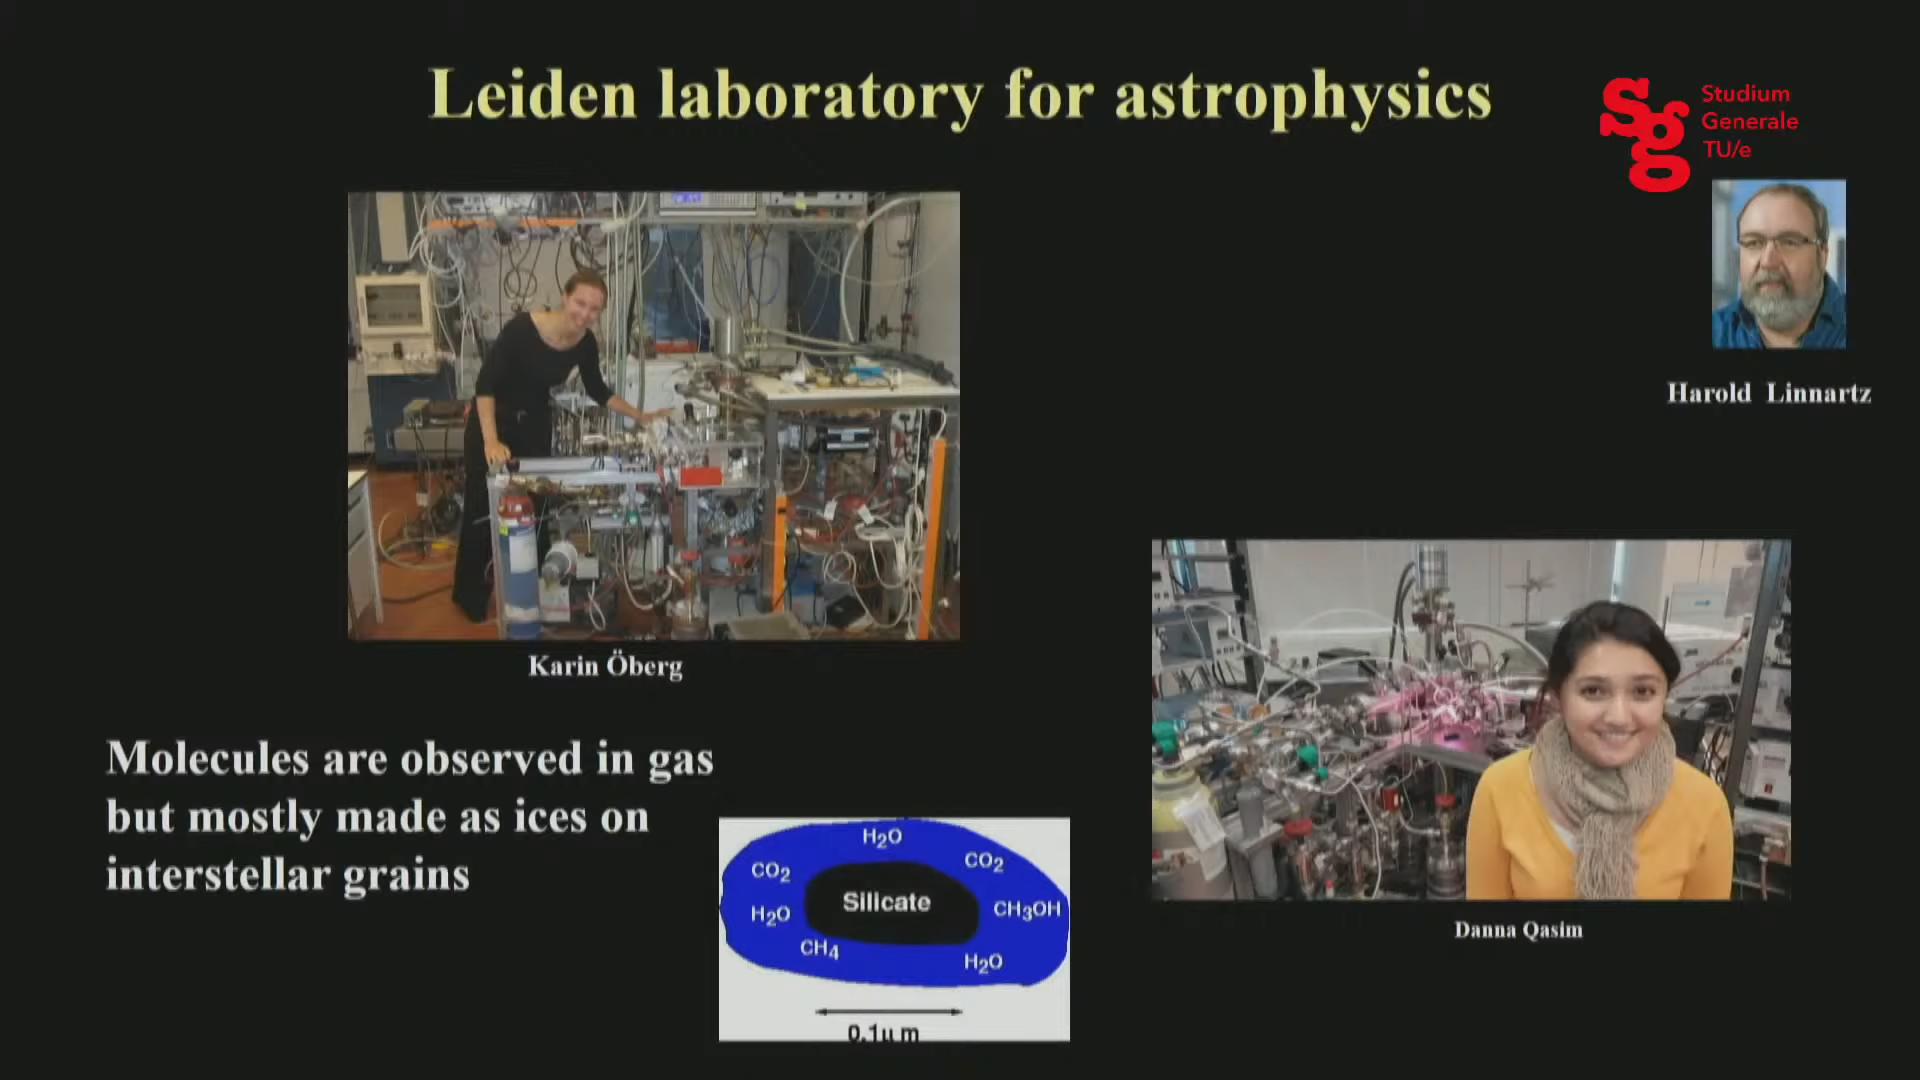 Leiden laboratory for astrophysics
Sg
Studium
Generale
TU/e
Harold Linnartz
Karin Öberg
Molecules are observed in gas
but mostly made as ices on
interstellar grains
H2O
CO2
CO2
Silicate
H2O
CH3OH
CH4
H2O
0.1μm
Danna Qasim